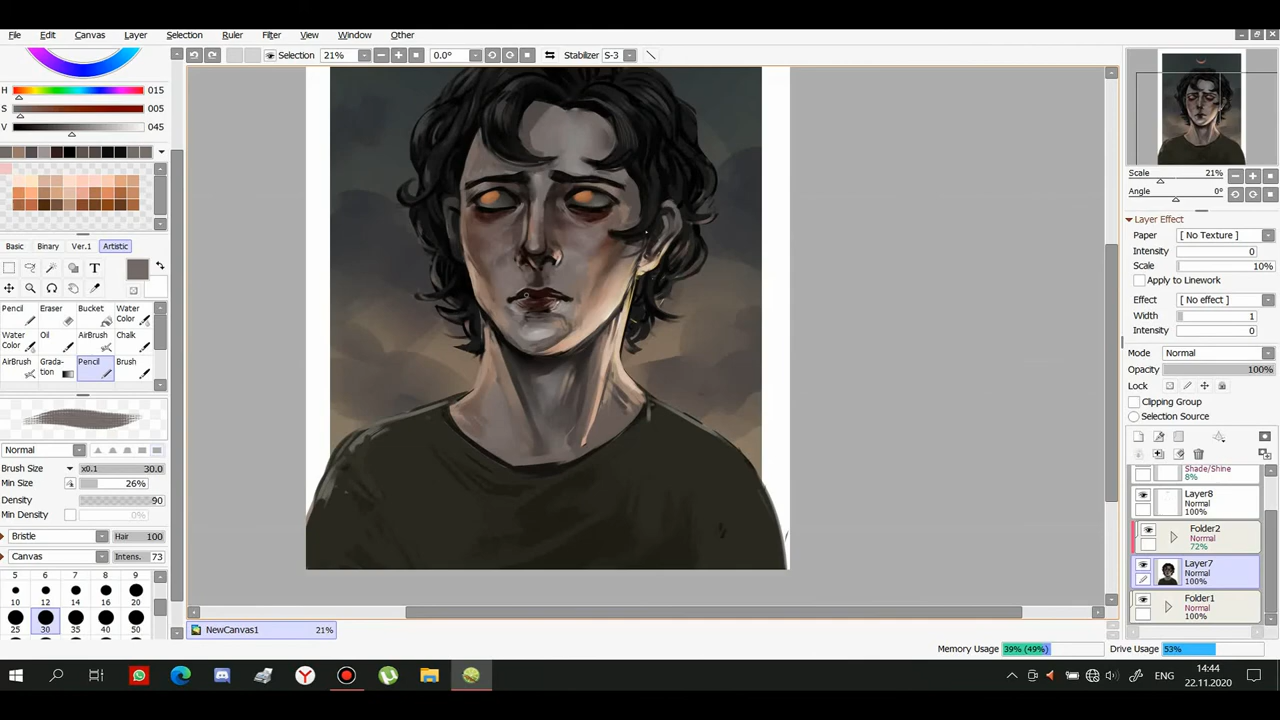 File Edit Canvas Layer Selection Ruler Filter View Window Other
Selection 21% 0.0° Stabilizer S-3
H 015
S 005
V 045
Basic Binary Ver.1 Artistic
T
Pencil Eraser Bucket Water Color
Water Color Oil AirBrush Chalk
AirBrush Grada-tion Pencil Brush
Normal
Brush Size x0.1 30.0
Min Size 26%
Density 90
Min Density 0%
Bristle Hair 100
Canvas Intens. 73
5 6 7 8 9
10 12 14 16 20
25 30 35 40 50
Scale 21%
Angle 0°
Layer Effect
Paper [ No Texture ]
Intensity 0
Scale 10%
Apply to Linework
Effect [ No effect ]
Width 1
Intensity 0
Mode Normal
Opacity 100%
Lock
Clipping Group
Selection Source
Shade/Shine
8%
Layer8
Normal
100%
Folder2
Normal
72%
Layer7
Normal
100%
Folder1
Normal
100%
NewCanvas1 21%
Memory Usage 39% (49%) Drive Usage 53%
ENG 14:44
22.11.2020